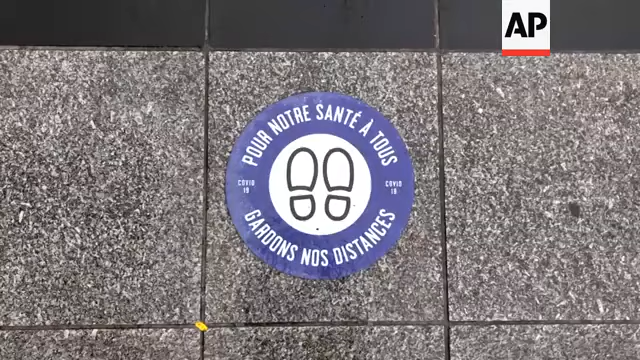 AP
POUR NOTRE SANTÉ À TOUS
COVID
19
COVID
19
GARDONS NOS DISTANCES